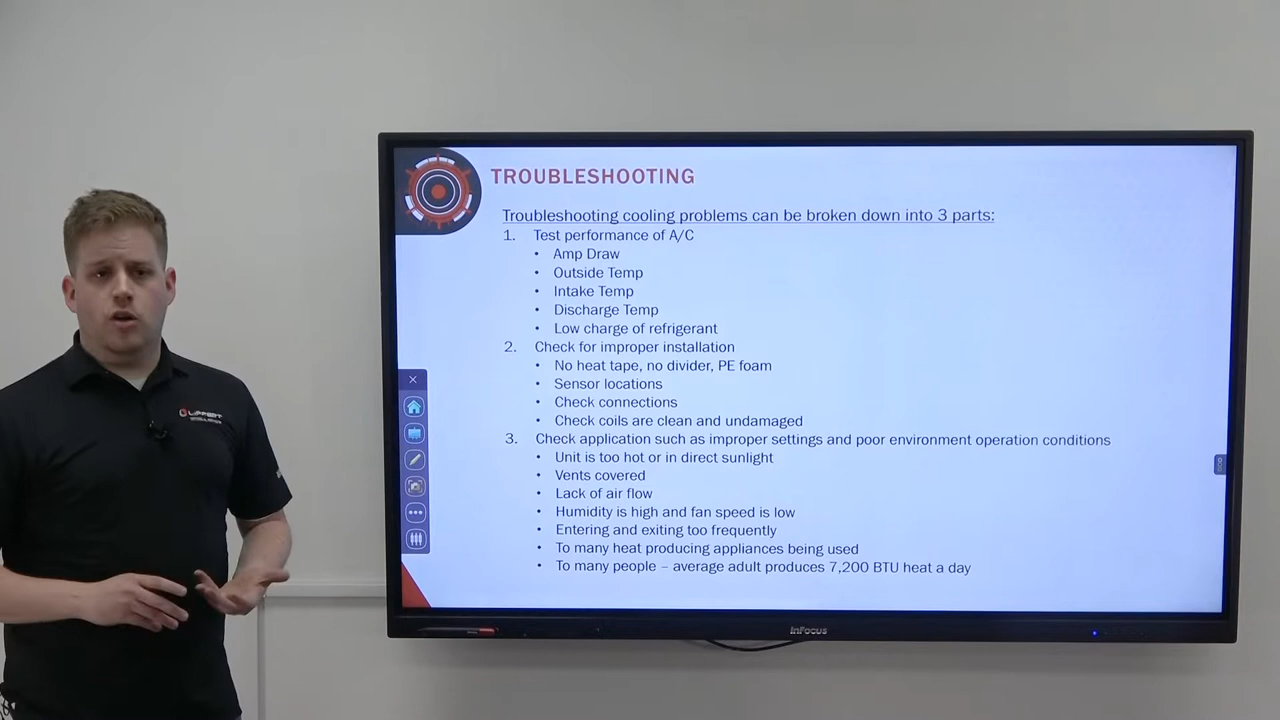 TROUBLESHOOTING
Troubleshooting cooling problems can be broken down into 3 parts:
1. Test performance of A/C
• Amp Draw
• Outside Temp
• Intake Temp
• Discharge Temp
• Low charge of refrigerant
2. Check for improper installation
• No heat tape, no divider, PE foam
• Sensor locations
• Check connections
• Check coils are clean and undamaged
3. Check application such as improper settings and poor environment operation conditions
• Unit is too hot or in direct sunlight
• Vents covered
• Lack of air flow
• Humidity is high and fan speed is low
• Entering and exiting too frequently
• To many heat producing appliances being used
• To many people – average adult produces 7,200 BTU heat a day
LIPPERT
InFocus